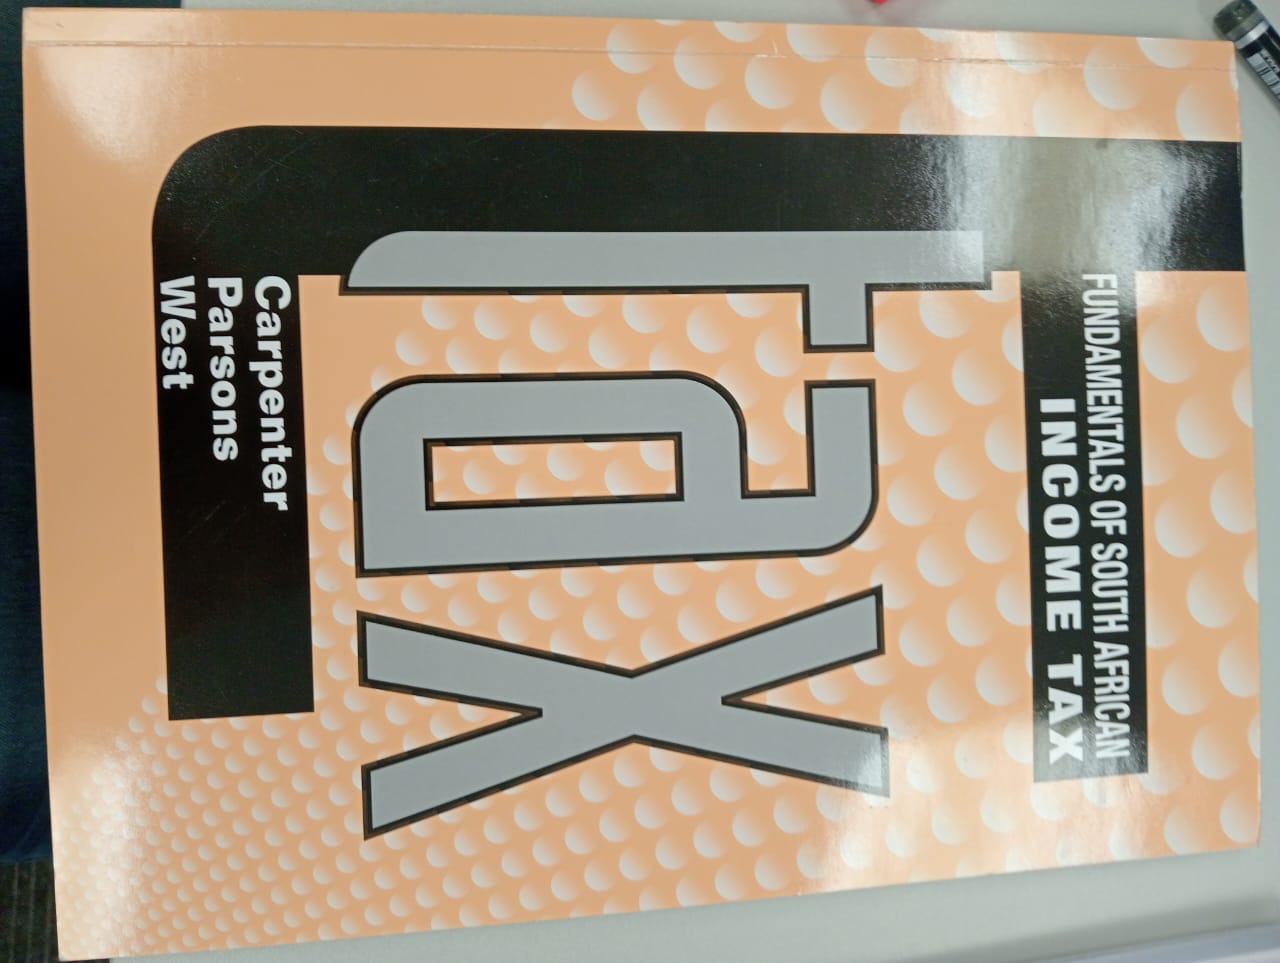 FUNDAMENTALS OF SOUTH AFRICAN
INCOME TAX
Tax
Carpenter
Parsons
West